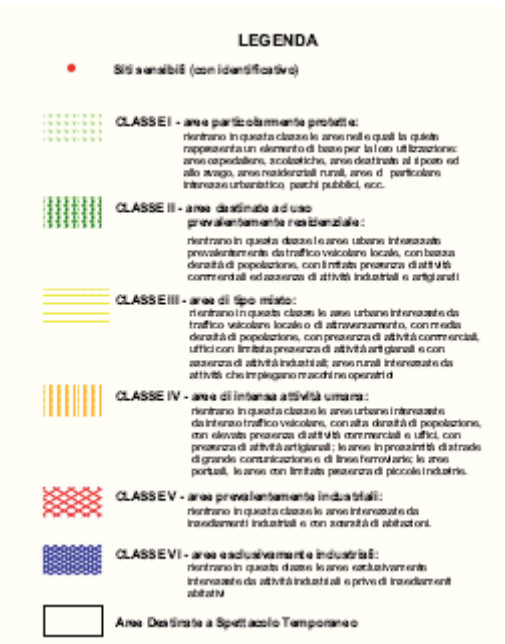 LEGENDA
Siti sensibili (con identificativo)
CLASSE I - aree particolarmente protette:
rientrano in questa classe le aree nelle quali la quiete
rappresenta un elemento di base per la loro utilizzazione:
aree ospedaliere, scolastiche, aree destinate al riposo ed
allo svago, aree residenziali rurali, aree d particolare
interesse urbanistico, parchi pubblici, ecc.
CLASSE II - aree destinate ad uso
prevalentemente residenziale:
rientrano in questa classe le aree urbane interessate
prevalentemente da traffico veicolare locale, con bassa
densità di popolazione, con limitata presenza di attività
commerciali ed assenza di attività industriali e artigianali
CLASSE III - aree di tipo misto:
rientrano in questa classe le aree urbane interessate da
traffico veicolare locale o di attraversamento, con media
densità di popolazione, con presenza di attività commerciali,
uffici con limitata presenza di attività artigianali e con
assenza di attività industriali; aree rurali interessate da
attività che impiegano macchine operatrici
CLASSE IV - aree di intensa attività umana:
rientrano in questa classe le aree urbane interessate
da intenso traffico veicolare, con alta densità di popolazione,
con elevata presenza di attività commerciali e uffici, con
presenza di attività artigianali; le aree in prossimità di strade
di grande comunicazione e di linee ferroviarie; le aree
portuali, le aree con limitata presenza di piccole industrie.
CLASSE V - aree prevalentemente industriali:
rientrano in questa classe le aree interessate da
insediamenti industriali e con scarsità di abitazioni.
CLASSE VI - aree esclusivamente industriali:
rientrano in questa classe le aree esclusivamente
interessate da attività industriali e prive di insediamenti
abitativi
Aree Destinate a Spettacolo Temporaneo